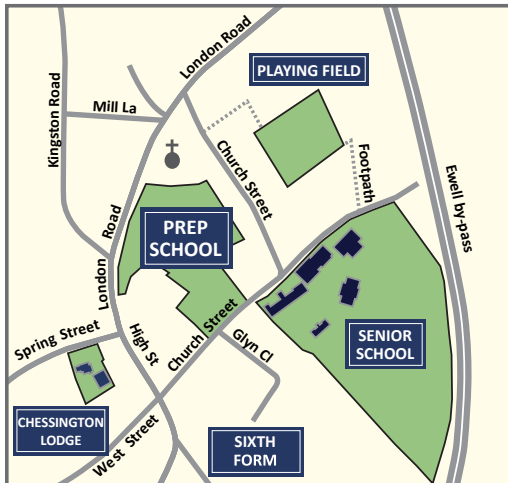 London Road
PLAYING FIELD
Mill La
Kingston Road
Church Street
Footpath
Ewell by-pass
PREP
SCHOOL
London Road
Church Street
SENIOR
SCHOOL
Spring Street
High St
Glyn Cl
CHESSINGTON
LODGE
West Street
SIXTH
FORM